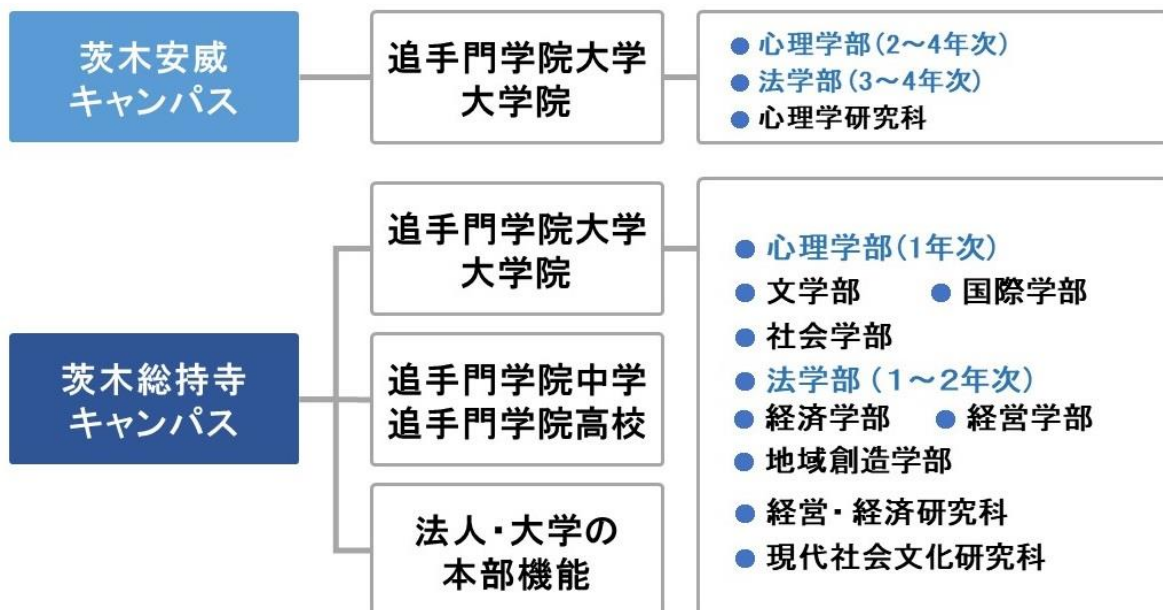 茨木安威
キャンパス
追手門学院大学
大学院
● 心理学部(2～4年次)
● 法学部(3～4年次)
● 心理学研究科
茨木総持寺
キャンパス
追手門学院大学
大学院
追手門学院中学
追手門学院高校
法人・大学の
本部機能
● 心理学部(1年次)
● 文学部 ● 国際学部
● 社会学部
● 法学部（1～2年次）
● 経済学部 ● 経営学部
● 地域創造学部
● 経営・経済研究科
● 現代社会文化研究科